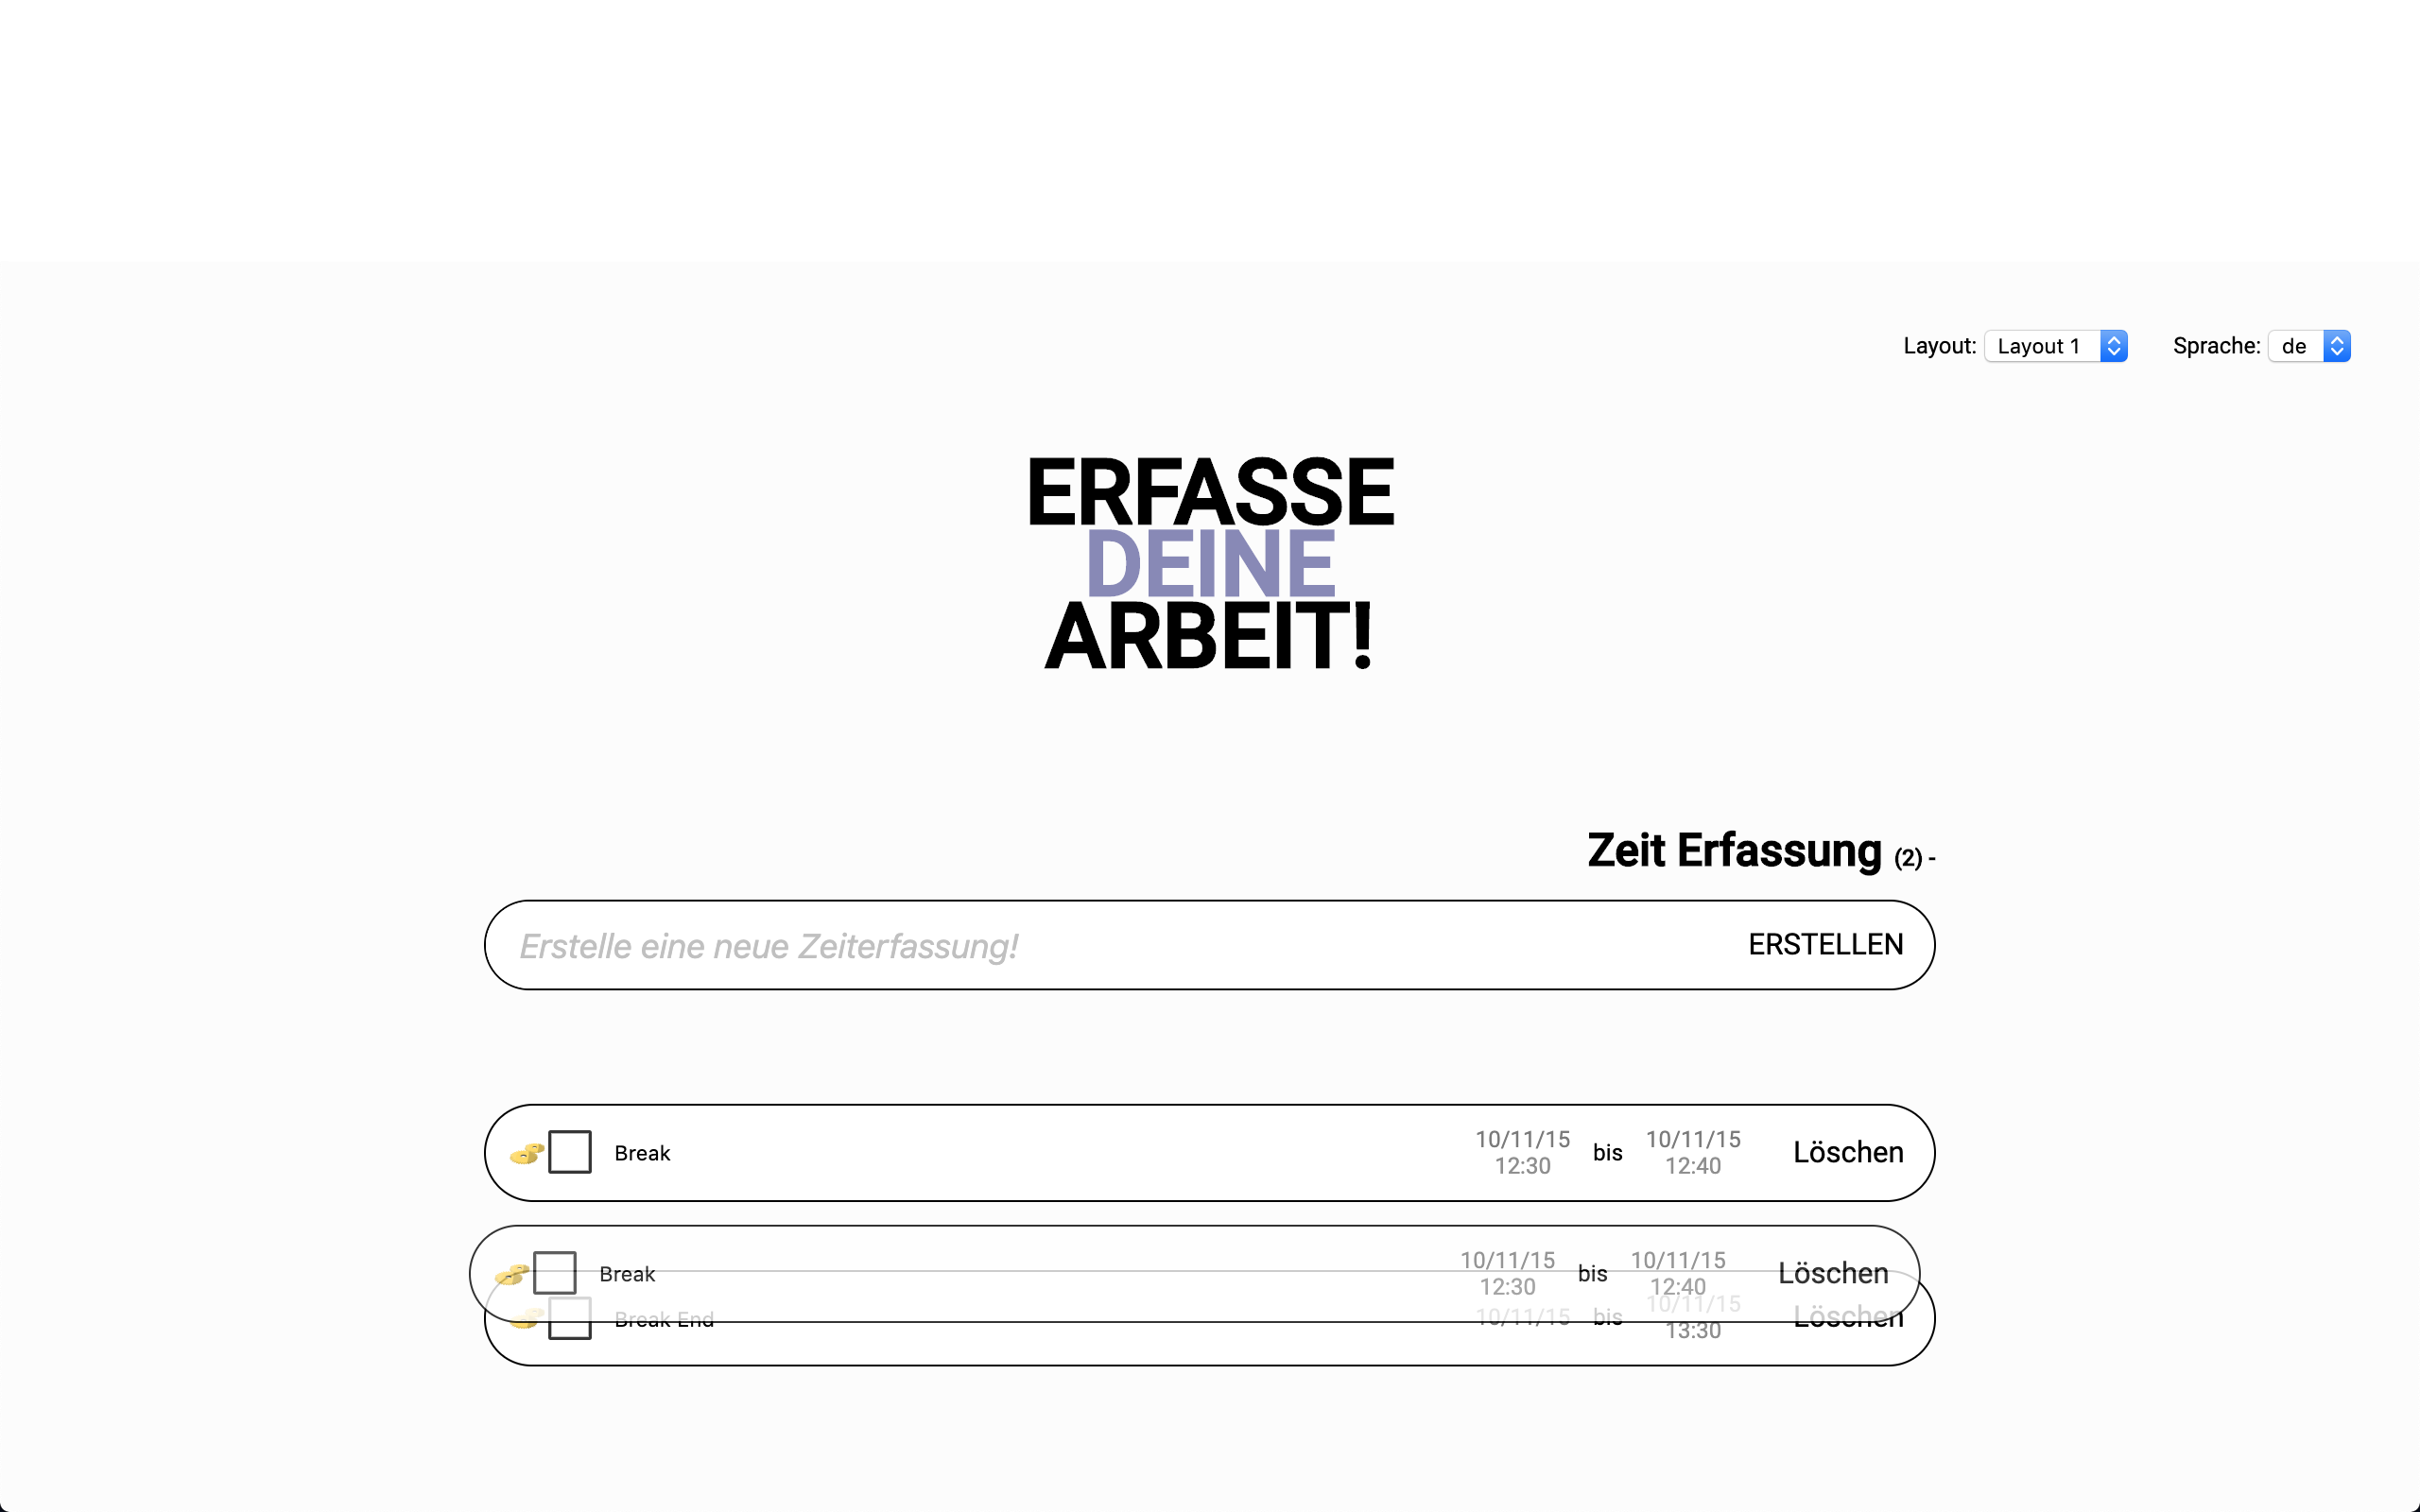 Layout: Layout 1 Sprache: de
ERFASSE
DEINE
ARBEIT!
Zeit Erfassung (2) -
Erstelle eine neue Zeiterfassung! ERSTELLEN
Break 10/11/15 12:30 bis 10/11/15 12:40 Löschen
Break 10/11/15 12:30 bis 10/11/15 12:40 Löschen
Break End 10/11/15 bis 10/11/15 13:30 Löschen